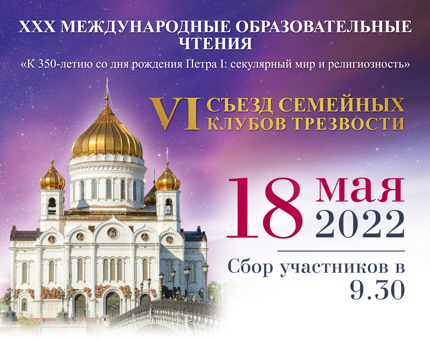 XXX МЕЖДУНАРОДНЫЕ ОБРАЗОВАТЕЛЬНЫЕ
ЧТЕНИЯ
«К 350-летию со дня рождения Петра I: секулярный мир и религиозность»
VI СЪЕЗД СЕМЕЙНЫХ
КЛУБОВ ТРЕЗВОСТИ
18 мая
2022
Сбор участников в
9.30